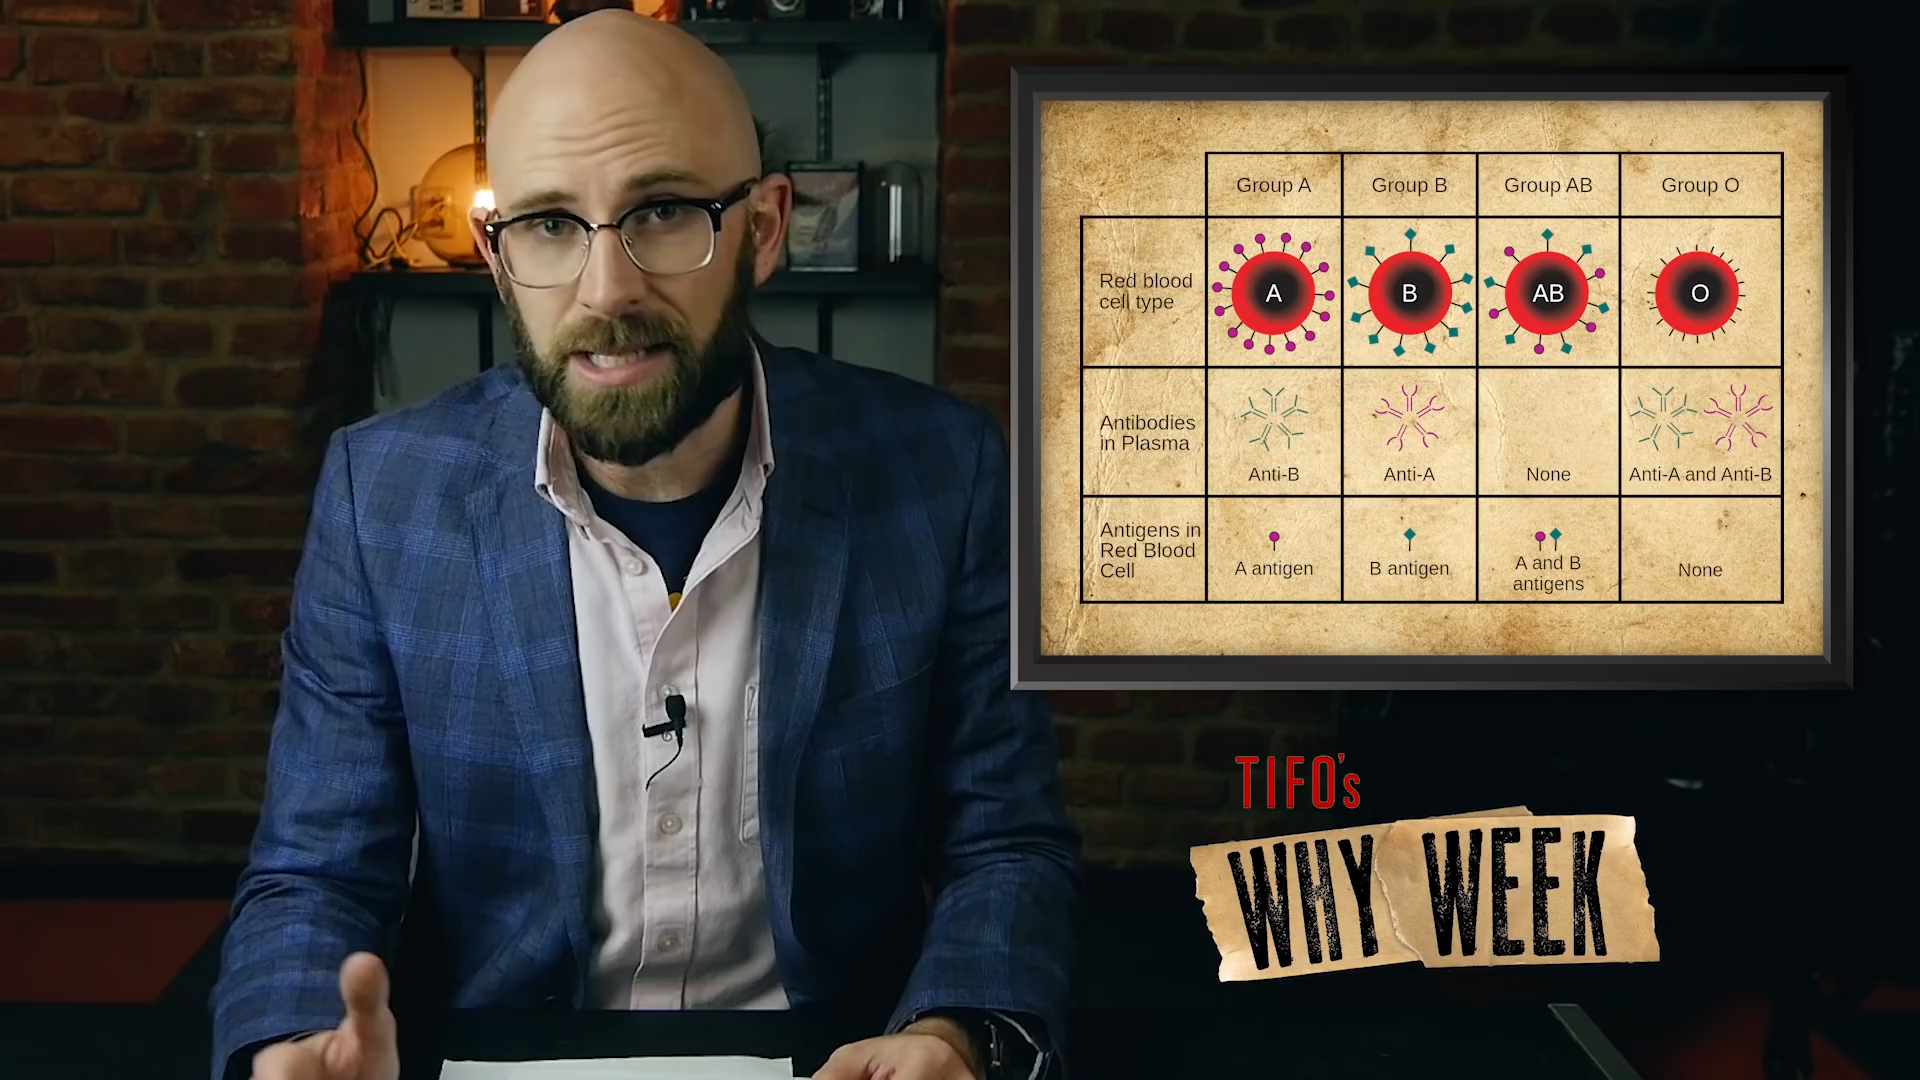 Group A
Group B
Group AB
Group O
Red blood
cell type
A
B
AB
O
Antibodies
in Plasma
Anti-B
Anti-A
None
Anti-A and Anti-B
Antigens in
Red Blood
Cell
A antigen
B antigen
A and B
antigens
None
TIFO's
WHY WEEK